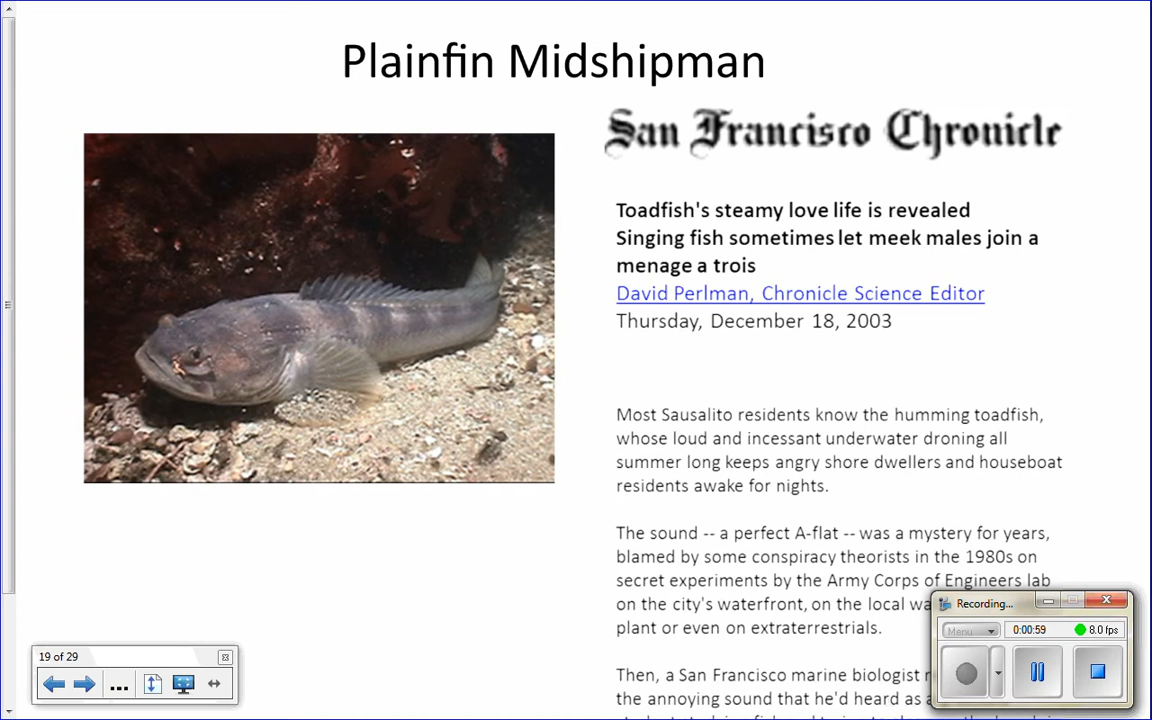 Plainfin Midshipman
San Francisco Chronicle
Toadfish's steamy love life is revealed
Singing fish sometimes let meek males join a
menage a trois
David Perlman, Chronicle Science Editor
Thursday, December 18, 2003
Most Sausalito residents know the humming toadfish,
whose loud and incessant underwater droning all
summer long keeps angry shore dwellers and houseboat
residents awake for nights.
The sound -- a perfect A-flat -- was a mystery for years,
blamed by some conspiracy theorists in the 1980s on
secret experiments by the Army Corps of Engineers lab
on the city's waterfront, on the local
plant or even on extraterrestrials.
Then, a San Francisco marine biologist
the annoying sound that he'd heard as
Recording...
Menu
0:00:59
8.0 fps
19 of 29
...